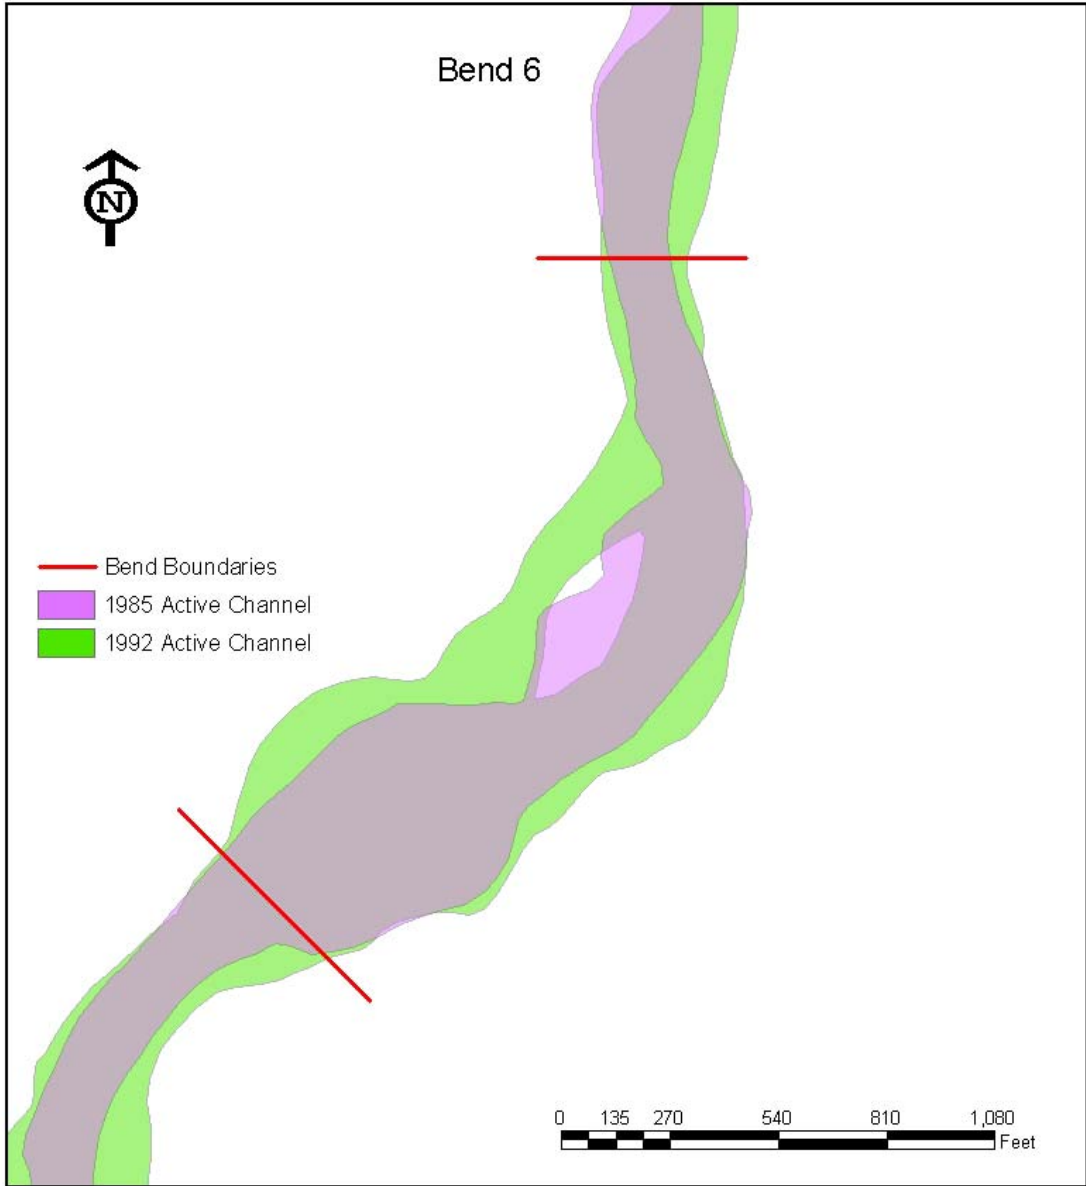 Bend 6
N
Bend Boundaries
1985 Active Channel
1992 Active Channel
0 135 270 540 810 1,080
Feet